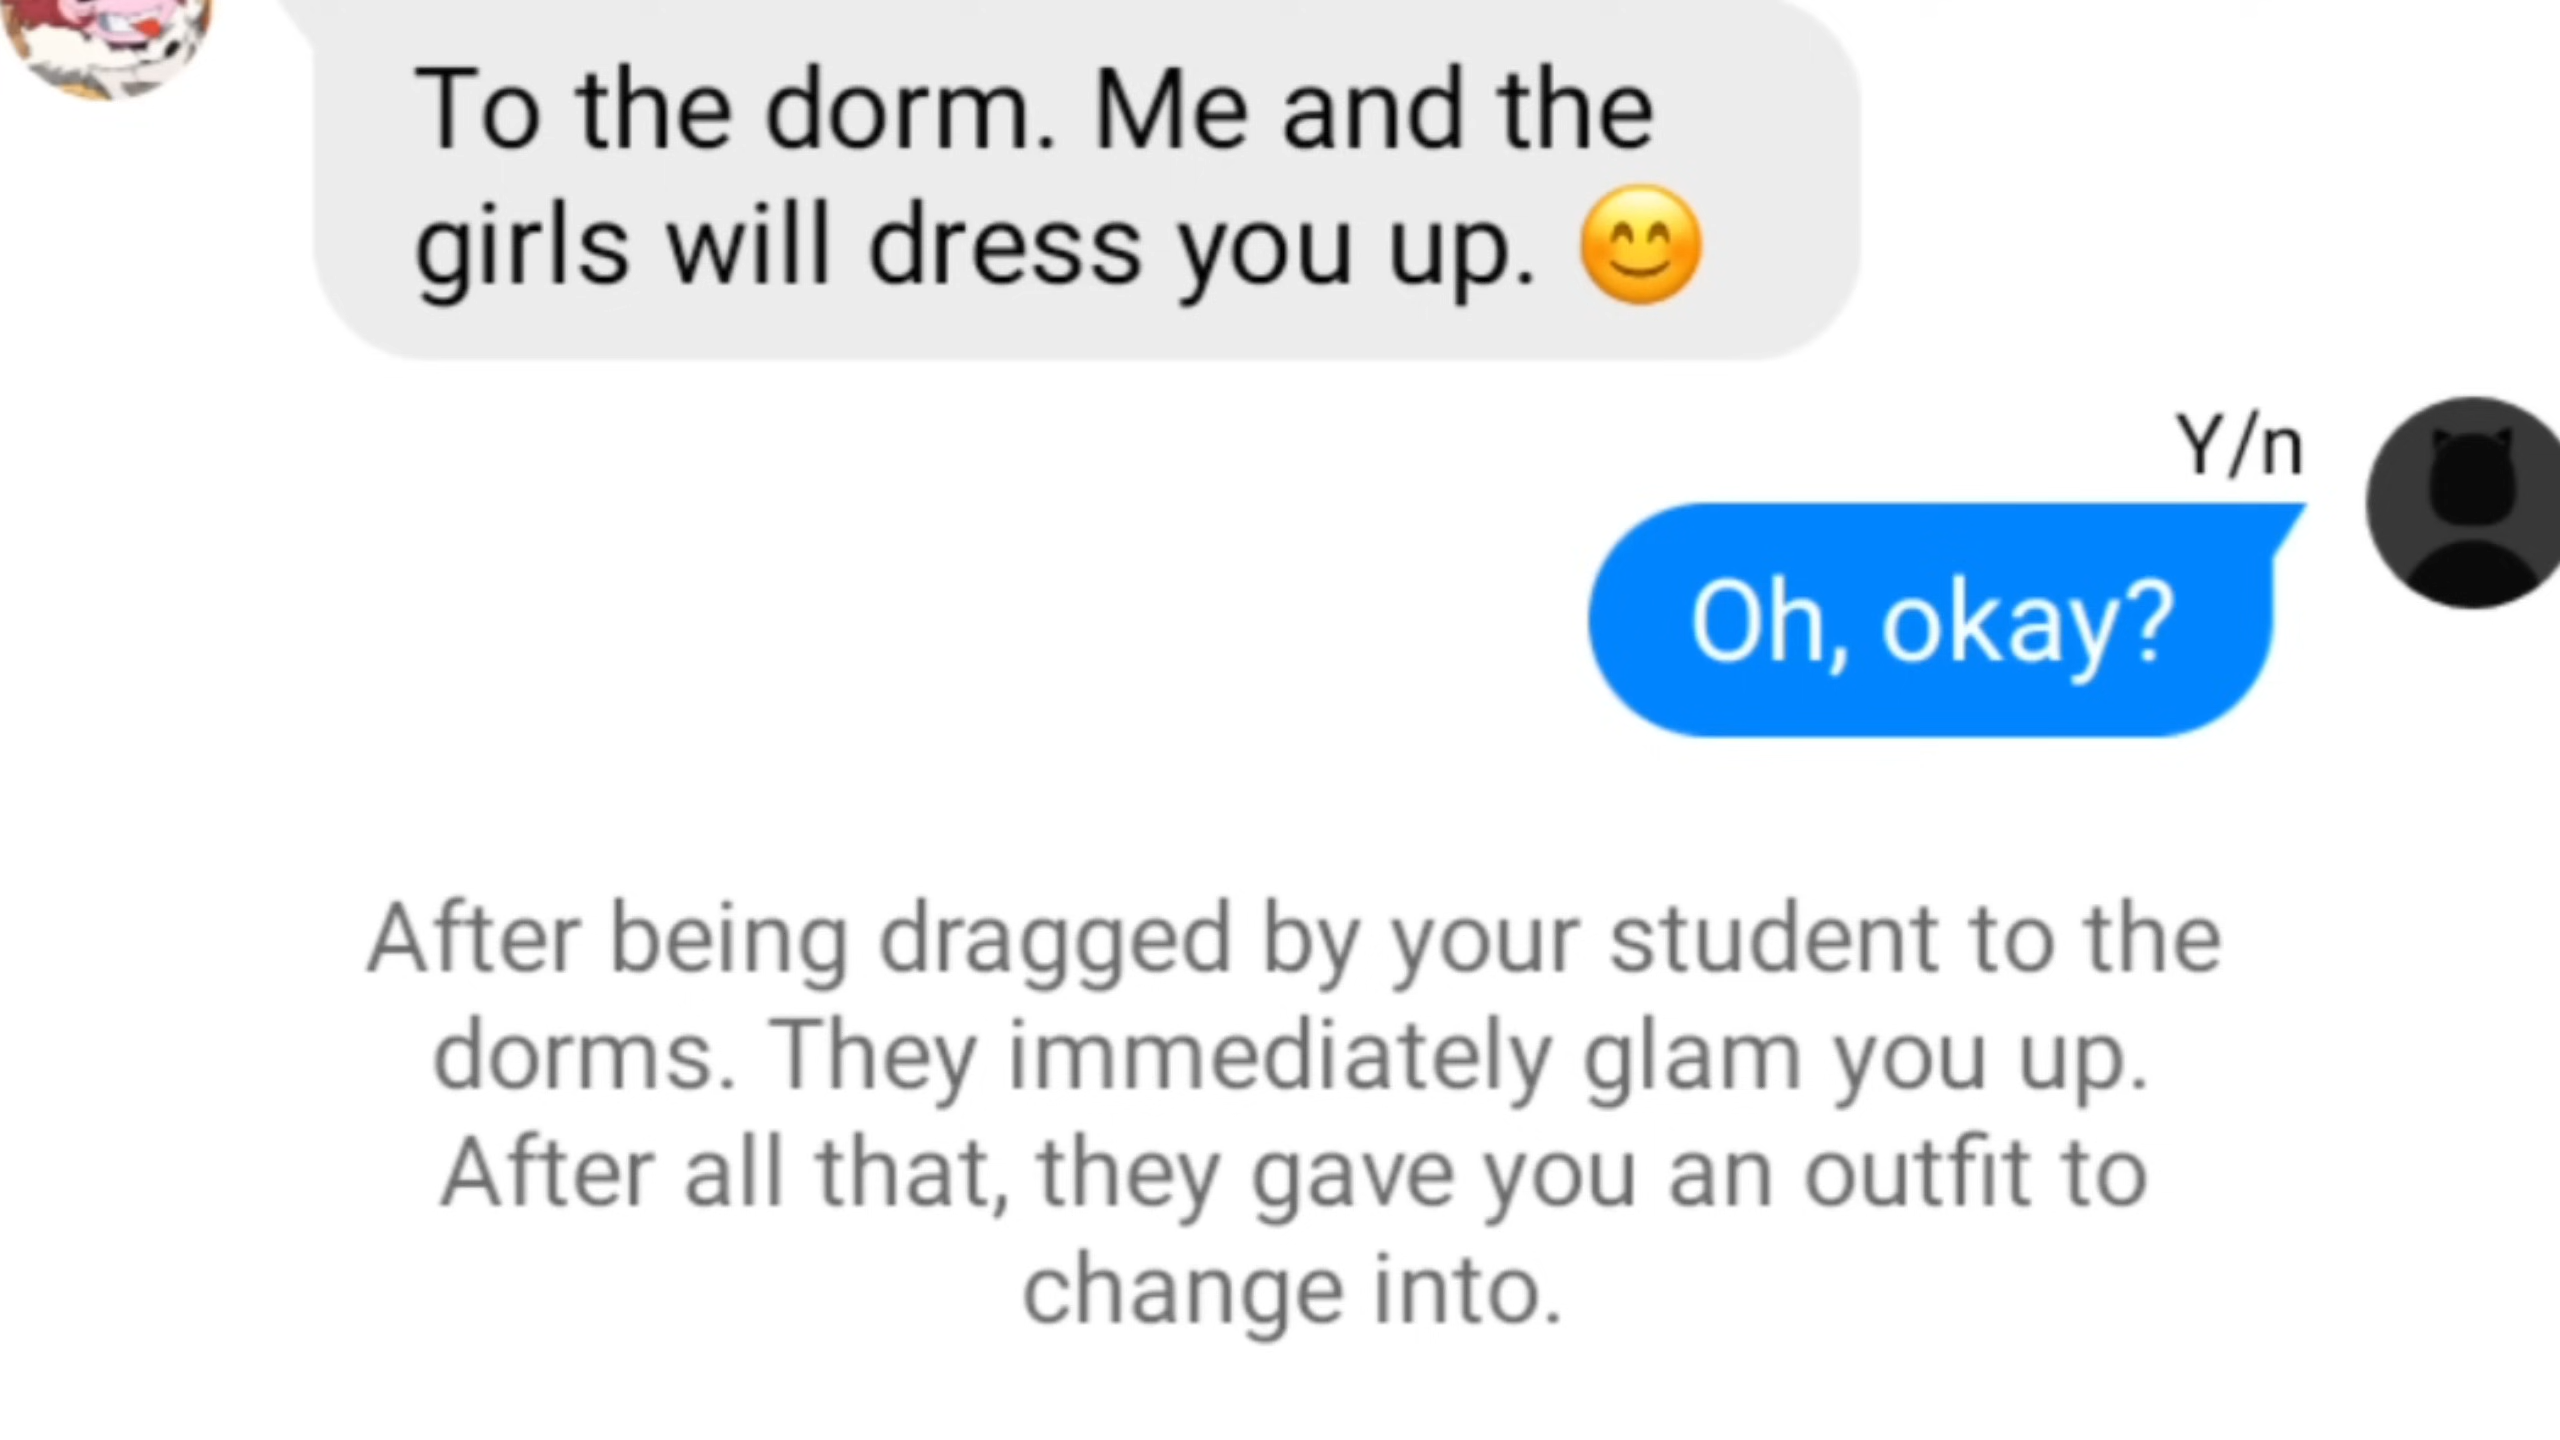 To the dorm. Me and the
girls will dress you up. 😊
Y/n
Oh, okay?
After being dragged by your student to the
dorms. They immediately glam you up.
After all that, they gave you an outfit to
change into.